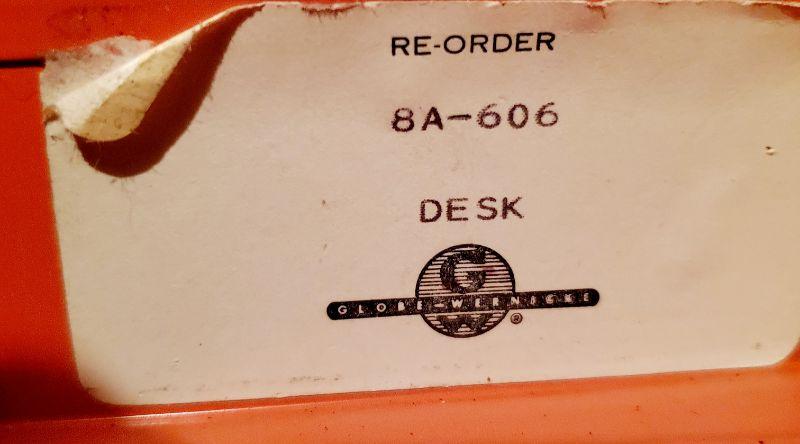 RE-ORDER
8A-606
DESK
G
GLOBE-WERNICKE
W
®